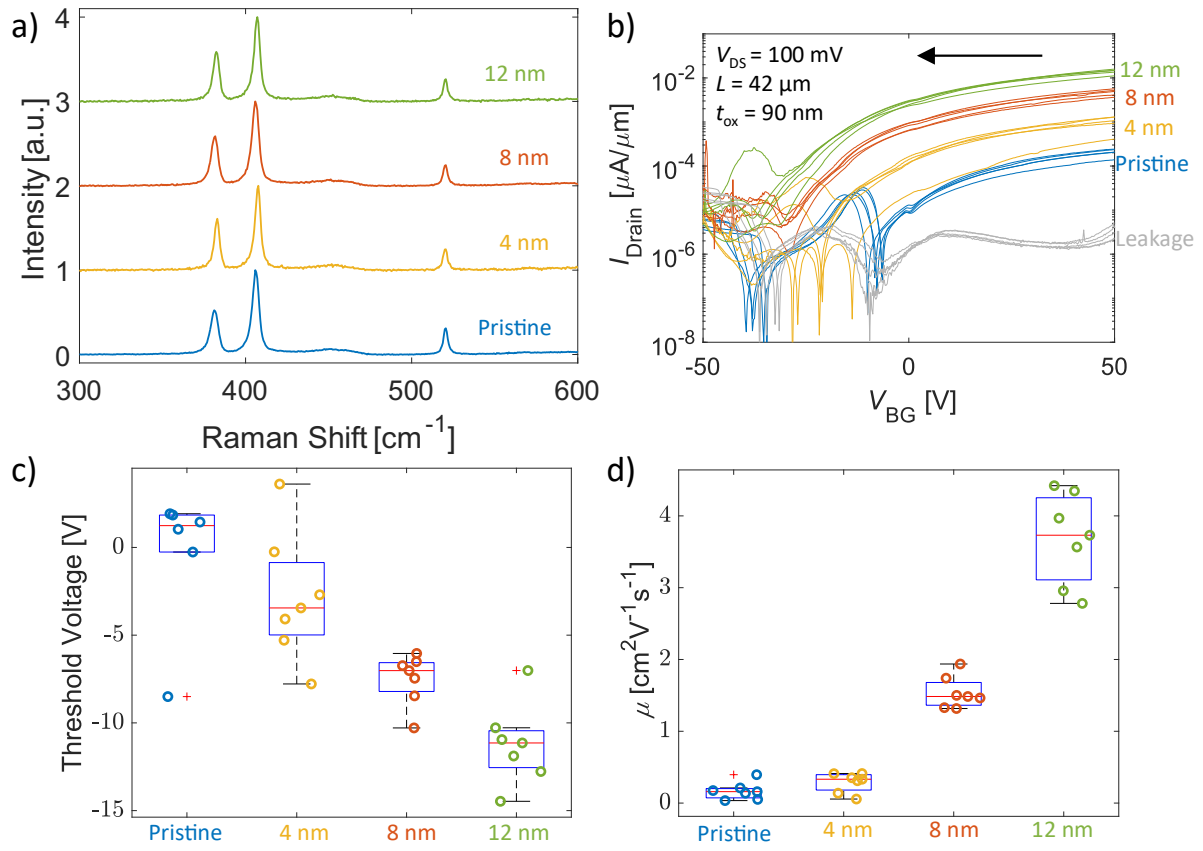 a)
Intensity [a.u.]
4
3
2
1
0
12 nm
8 nm
4 nm
Pristine
300
400
500
600
Raman Shift [cm⁻¹]
b)
I_Drain [μA/μm]
10⁻²
10⁻⁴
10⁻⁶
10⁻⁸
V_DS = 100 mV
L = 42 μm
t_ox = 90 nm
12 nm
8 nm
4 nm
Pristine
Leakage
-50
0
50
V_BG [V]
c)
Threshold Voltage [V]
0
-5
-10
-15
Pristine
4 nm
8 nm
12 nm
d)
μ [cm²V⁻¹s⁻¹]
4
3
2
1
0
Pristine
4 nm
8 nm
12 nm